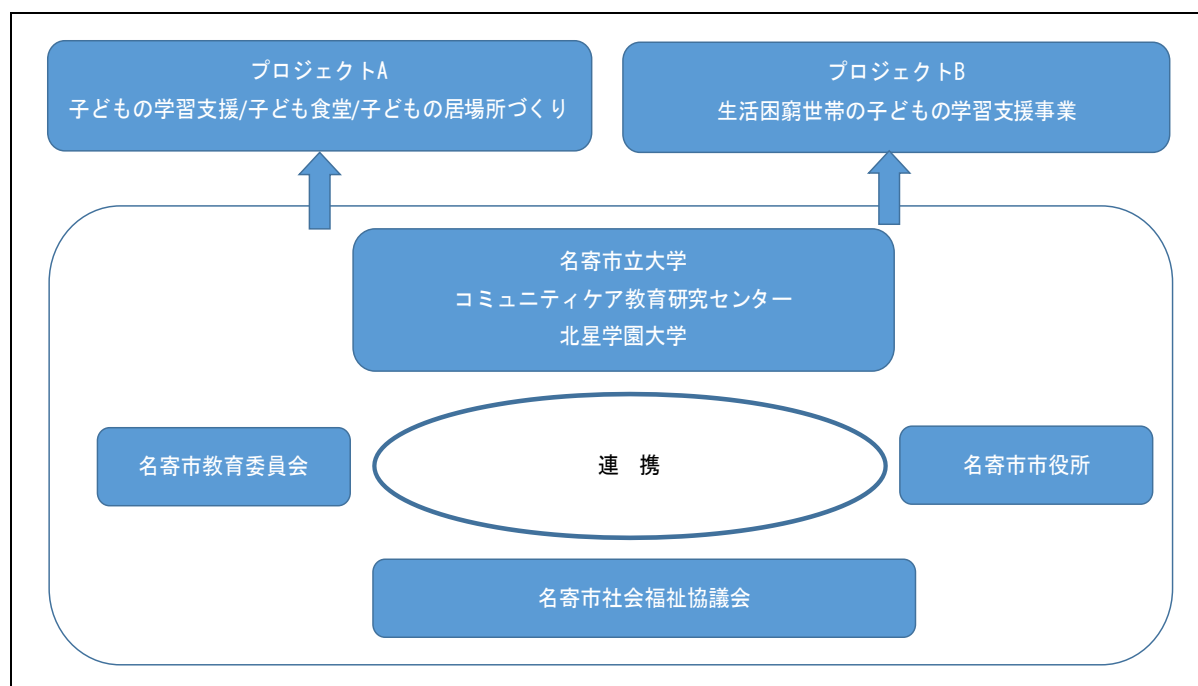 プロジェクトA
子どもの学習支援/子ども食堂/子どもの居場所づくり
プロジェクトB
生活困窮世帯の子どもの学習支援事業
名寄市立大学
コミュニティケア教育研究センター
北星学園大学
名寄市教育委員会
連　携
名寄市市役所
名寄市社会福祉協議会